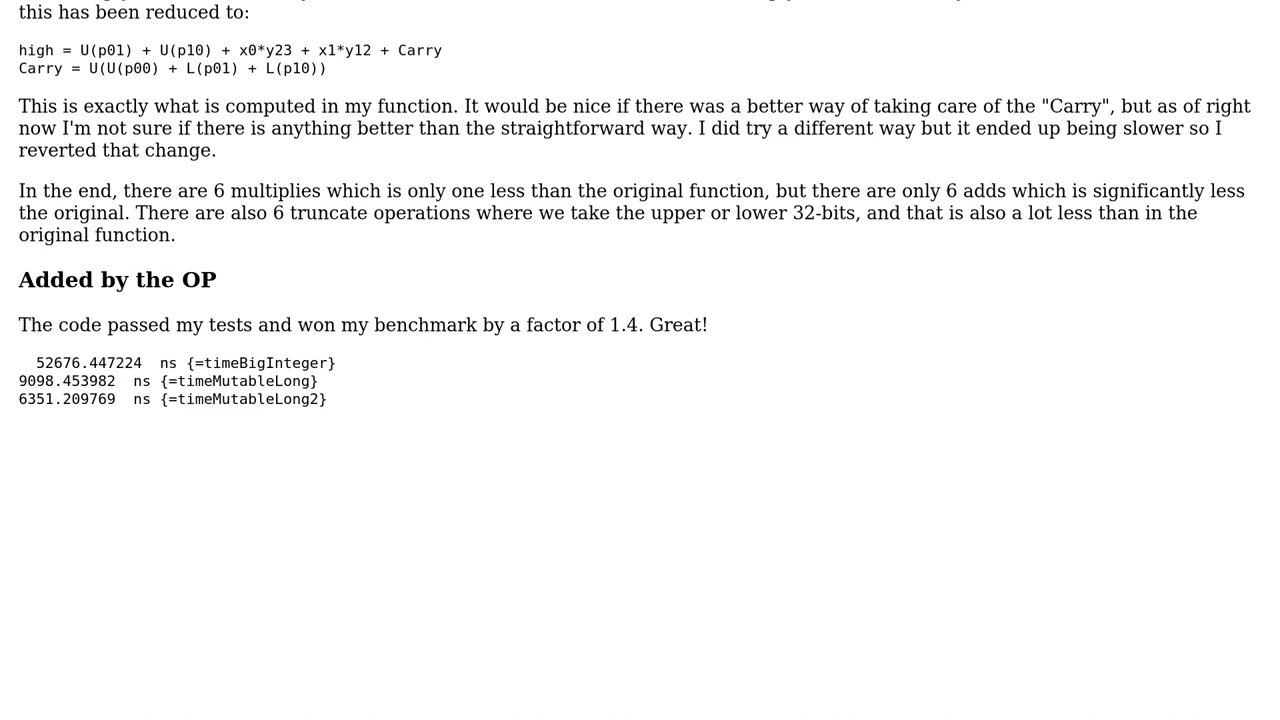 this has been reduced to:
high = U(p01) + U(p10) + x0*y23 + x1*y12 + Carry
Carry = U(U(p00) + L(p01) + L(p10))
This is exactly what is computed in my function. It would be nice if there was a better way of taking care of the "Carry", but as of right
now I'm not sure if there is anything better than the straightforward way. I did try a different way but it ended up being slower so I
reverted that change.
In the end, there are 6 multiplies which is only one less than the original function, but there are only 6 adds which is significantly less
the original. There are also 6 truncate operations where we take the upper or lower 32-bits, and that is also a lot less than in the
original function.
Added by the OP
The code passed my tests and won my benchmark by a factor of 1.4. Great!
52676.447224  ns {=timeBigInteger}
9098.453982  ns {=timeMutableLong}
6351.209769  ns {=timeMutableLong2}